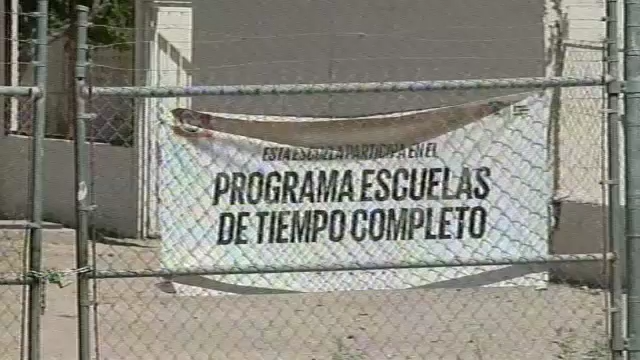 ESTA ESCUELA PARTICIPA EN EL
PROGRAMA ESCUELAS
DE TIEMPO COMPLETO